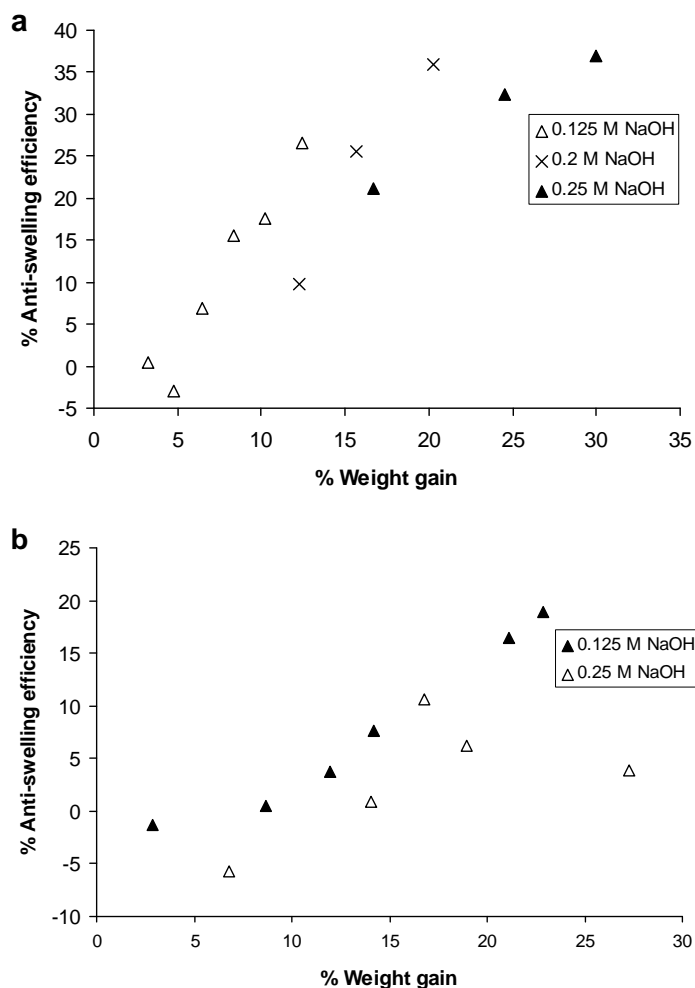 a
% Anti-swelling efficiency
40
35
30
25
20
15
10
5
0
-5
0 5 10 15 20 25 30 35
% Weight gain
0.125 M NaOH
0.2 M NaOH
0.25 M NaOH
b
% Anti-swelling efficiency
25
20
15
10
5
0
-5
-10
0 5 10 15 20 25 30
% Weight gain
0.125 M NaOH
0.25 M NaOH